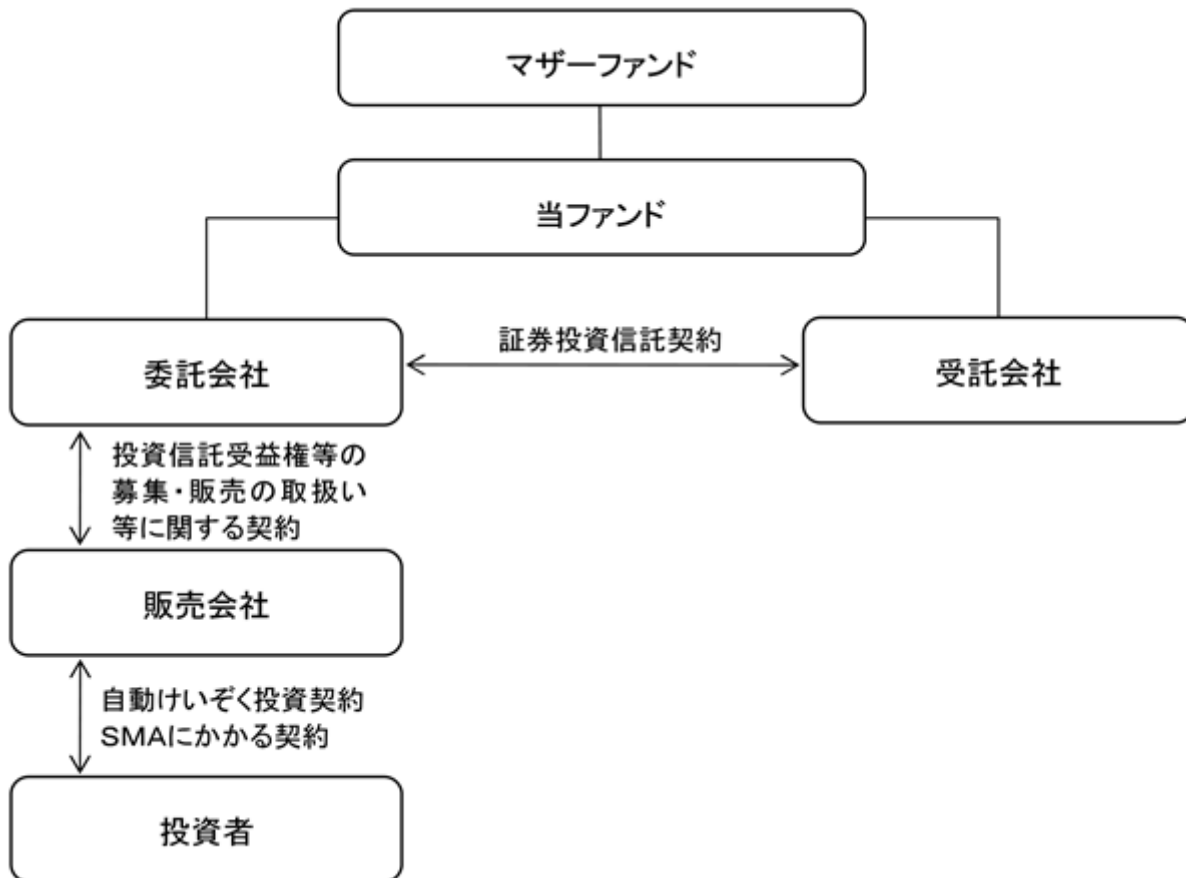 マザーファンド
当ファンド
証券投資信託契約
委託会社
受託会社
投資信託受益権等の
募集・販売の取扱い
等に関する契約
販売会社
自動けいぞく投資契約
SMAにかかる契約
投資者